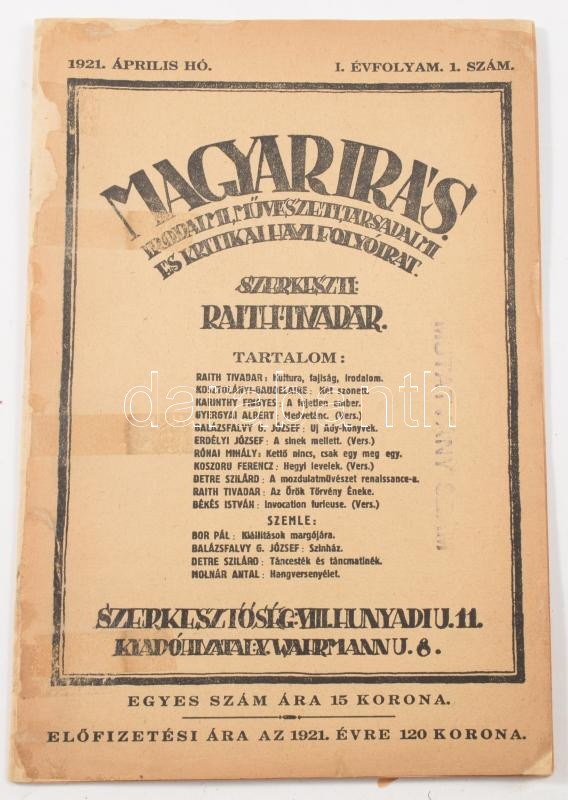 1921. ÁPRILIS HÓ. I. ÉVFOLYAM. 1. SZÁM.
MAGYAR IRÁS.
IRODALMI, MŰVÉSZETI, TÁRSADALMI
ÉS KRITIKAI HAVI FOLYÓIRAT.
SZERKESZTI:
RAITH TIVADAR.
TARTALOM:
RAITH TIVADAR: Kultura, fajiság, irodalom.
KOSZTOLÁNYI-BAUDELAIRE: Két szonett.
KARINTHY FRIGYES: A fejetlen ember.
GYERGYAI ALBERT: Medvetánc. (Vers.)
BALÁZSFALVY G. JÓZSEF: Uj Ady-könyvek.
ERDÉLYI JÓZSEF: A sinek mellett. (Vers.)
RÓNAI MIHÁLY: Kettő nincs, csak egy meg egy.
KOSZORU FERENC: Hegyi levelek. (Vers.)
DETRE SZILÁRD: A mozdulatművészet renaissance-a.
RAITH TIVADAR: Az Örök Törvény Éneke.
BÉKÉS ISTVÁN: Invocation furieuse. (Vers.)
SZEMLE:
BOR PÁL: Kiállítások margójára.
BALÁZSFALVY G. JÓZSEF: Szinház.
DETRE SZILÁRD: Táncesték és táncmatinék.
MOLNÁR ANTAL: Hangversenyélet.
SZERKESZTŐSÉG: VIII. HUNYADI U. 11.
KIADÓHIVATAL: V. WAHRMANN U. 8.
EGYES SZÁM ÁRA 15 KORONA.
ELŐFIZETÉSI ÁRA AZ 1921. ÉVRE 120 KORONA.